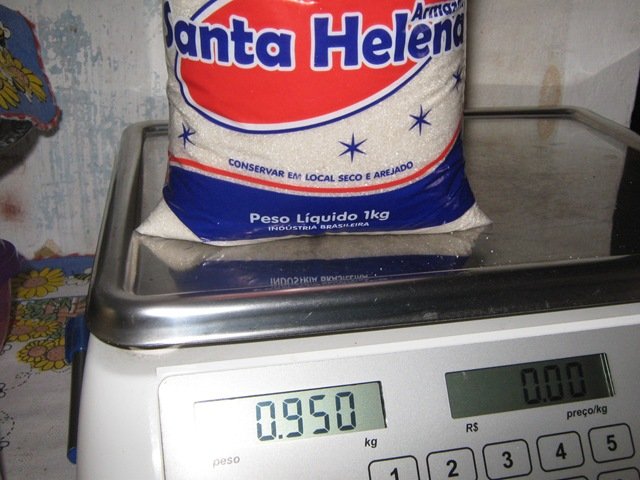 Armazém
Santa Helena
CONSERVAR EM LOCAL SECO E AREJADO
Peso Líquido 1kg
INDÚSTRIA BRASILEIRA
0.950
kg
peso
0.00
R$
preço/kg
1 2 3 4 5